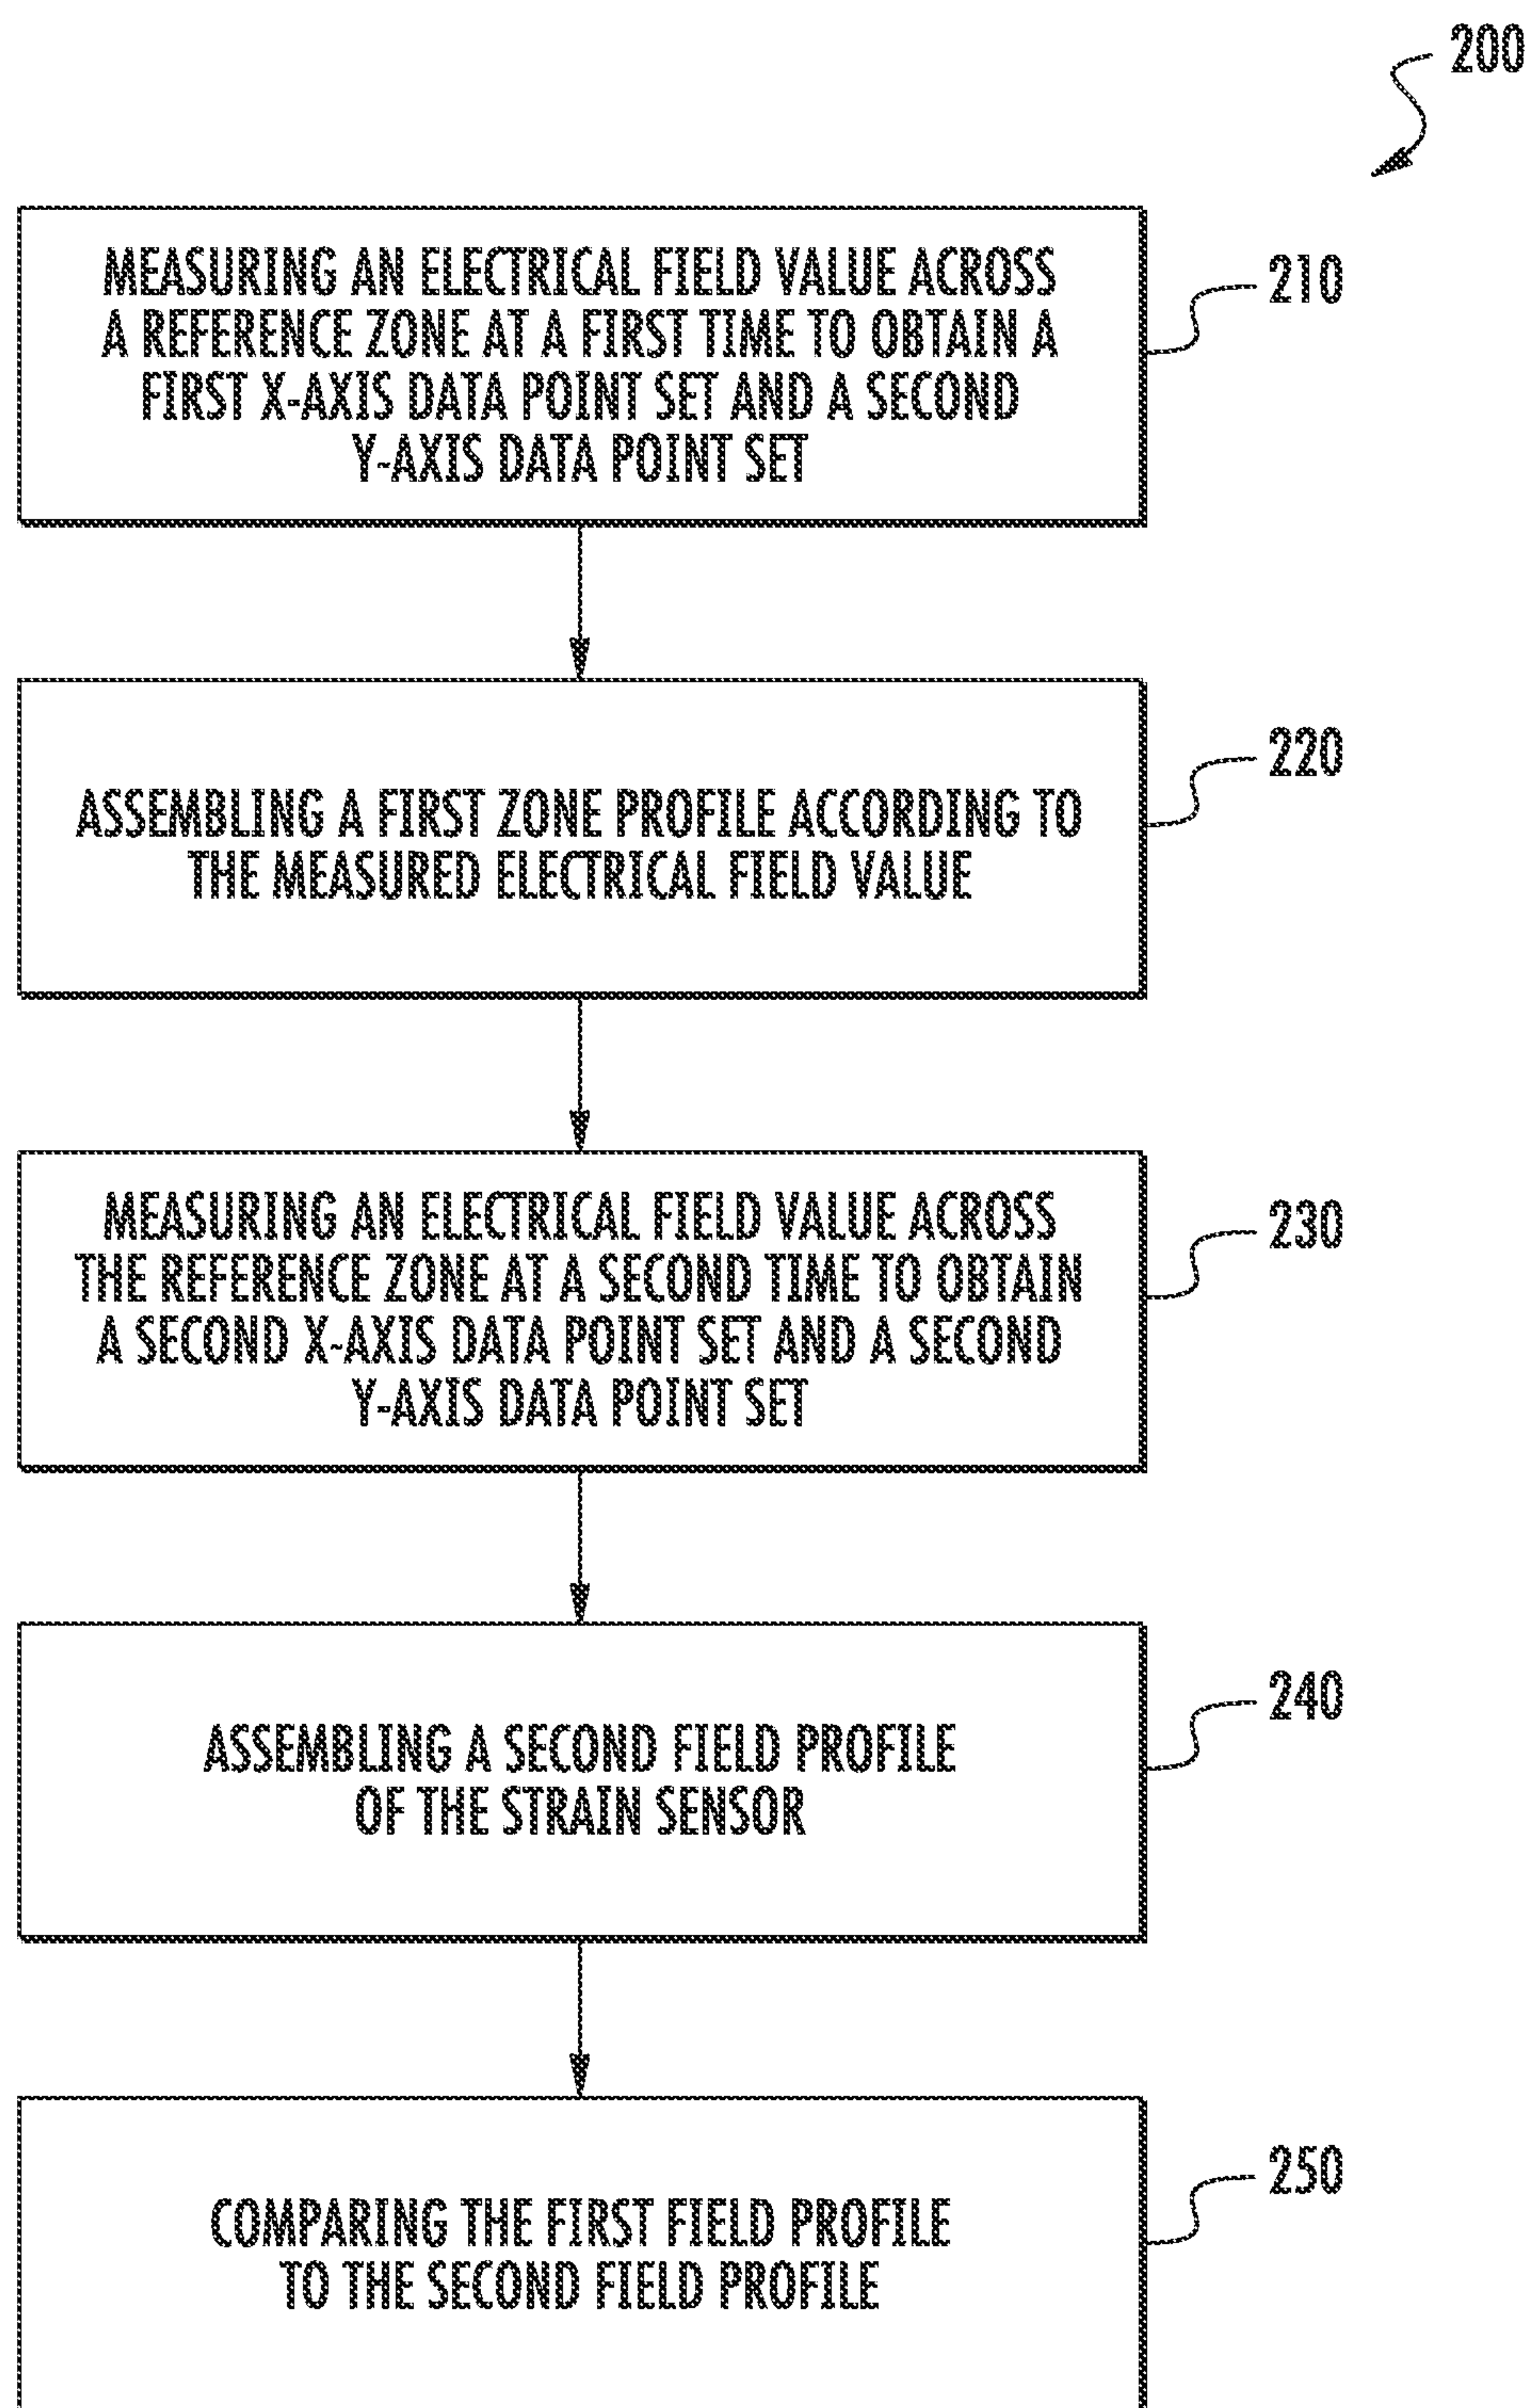 200
MEASURING AN ELECTRICAL FIELD VALUE ACROSS
A REFERENCE ZONE AT A FIRST TIME TO OBTAIN A
FIRST X-AXIS DATA POINT SET AND A SECOND
Y-AXIS DATA POINT SET
210
ASSEMBLING A FIRST ZONE PROFILE ACCORDING TO
THE MEASURED ELECTRICAL FIELD VALUE
220
MEASURING AN ELECTRICAL FIELD VALUE ACROSS
THE REFERENCE ZONE AT A SECOND TIME TO OBTAIN
A SECOND X-AXIS DATA POINT SET AND A SECOND
Y-AXIS DATA POINT SET
230
ASSEMBLING A SECOND FIELD PROFILE
OF THE STRAIN SENSOR
240
COMPARING THE FIRST FIELD PROFILE
TO THE SECOND FIELD PROFILE
250